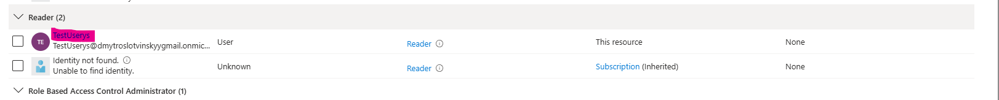 Reader (2)
TE
TestUserys
TestUserys@dmytroslotvinskyygmail.onmic...
User
Reader
This resource
None
Identity not found.
Unable to find identity.
Unknown
Reader
Subscription (Inherited)
None
Role Based Access Control Administrator (1)